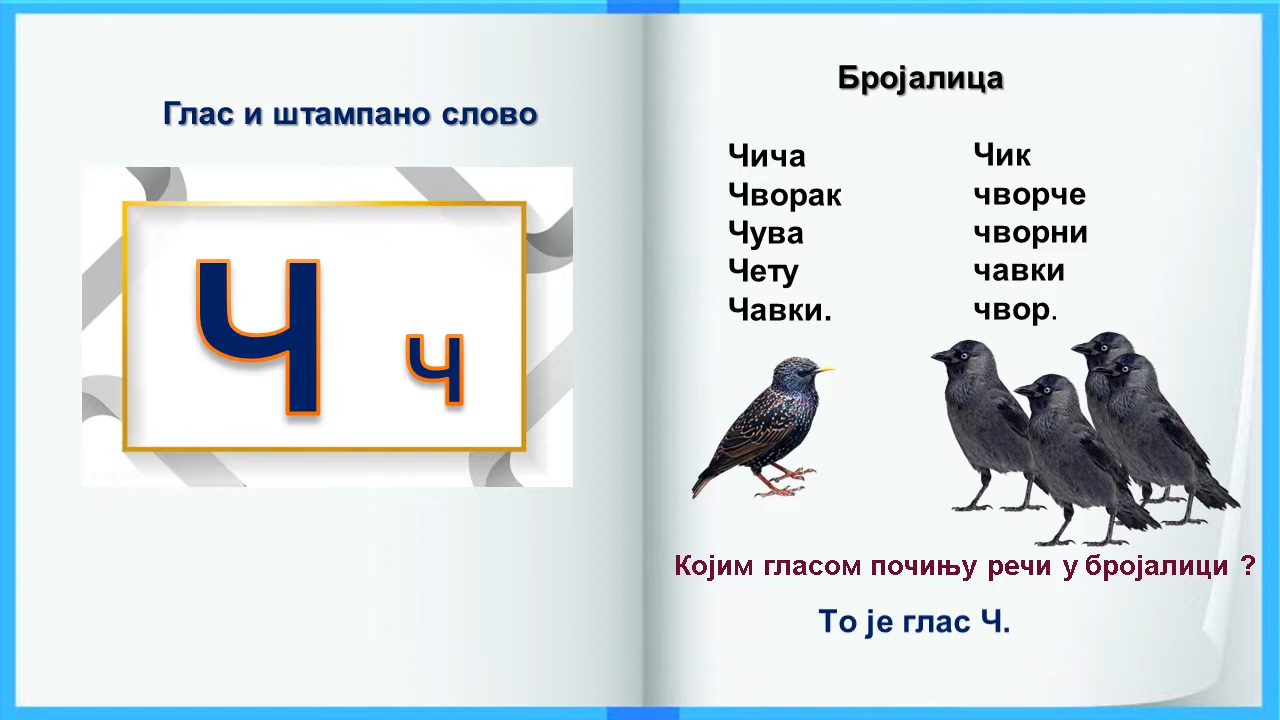 Глас и штампано слово
Ч ч
Бројалица
Чича
Чворак
Чува
Чету
Чавки.
Чик
чворче
чворни
чавки
чвор.
Којим гласом почињу речи у бројалици ?
То је глас Ч.